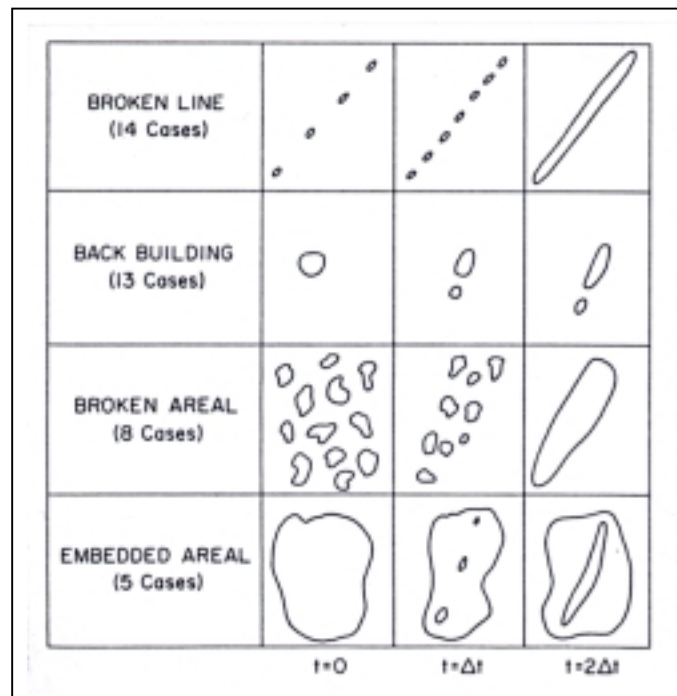 BROKEN LINE
(14 Cases)
BACK BUILDING
(13 Cases)
BROKEN AREAL
(8 Cases)
EMBEDDED AREAL
(5 Cases)
t=0
t=Δt
t=2Δt